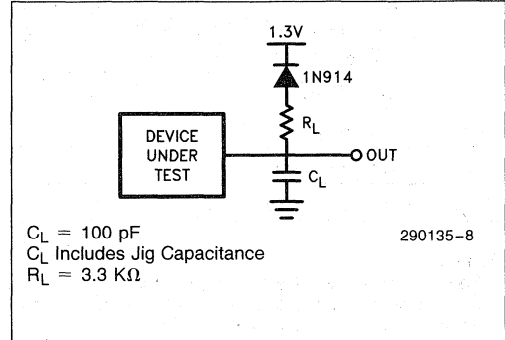 1.3V
1N914
R_L
DEVICE
UNDER
TEST
OUT
C_L
C_L = 100 pF
290135-8
C_L Includes Jig Capacitance
R_L = 3.3 KΩ